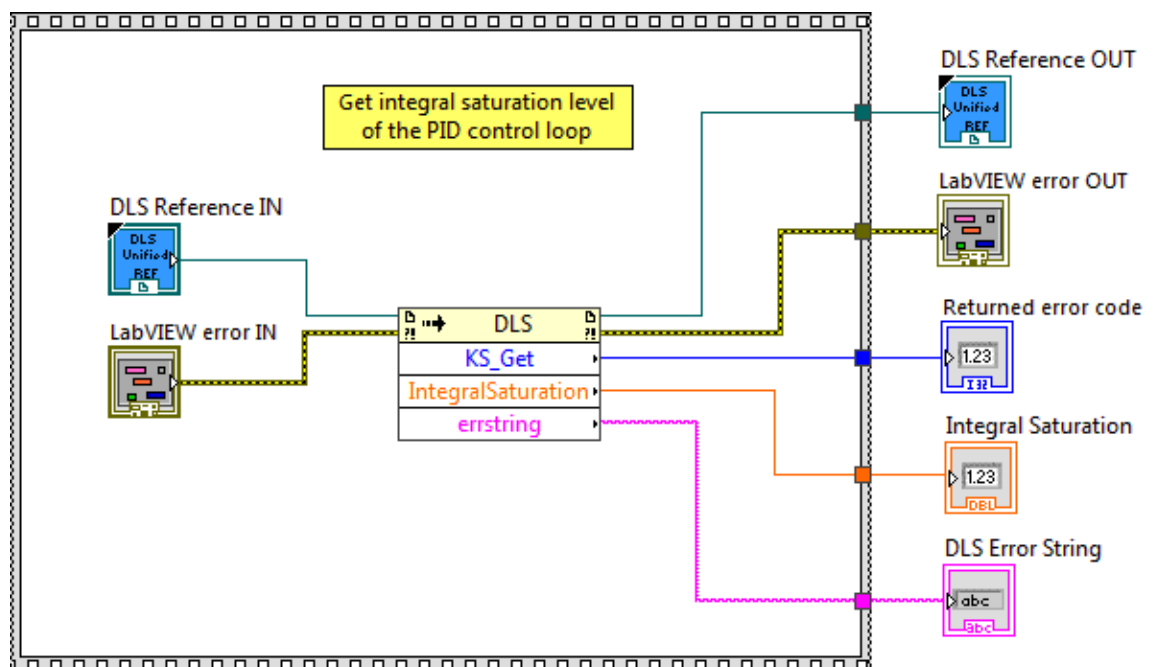 DLS Reference OUT
DLS
Unified
REF
Get integral saturation level
of the PID control loop
LabVIEW error OUT
DLS Reference IN
DLS
Unified
REF
Returned error code
1.23
I32
LabVIEW error IN
?!
DLS
?!
KS_Get
IntegralSaturation
errstring
Integral Saturation
1.23
DBL
DLS Error String
abc
abc